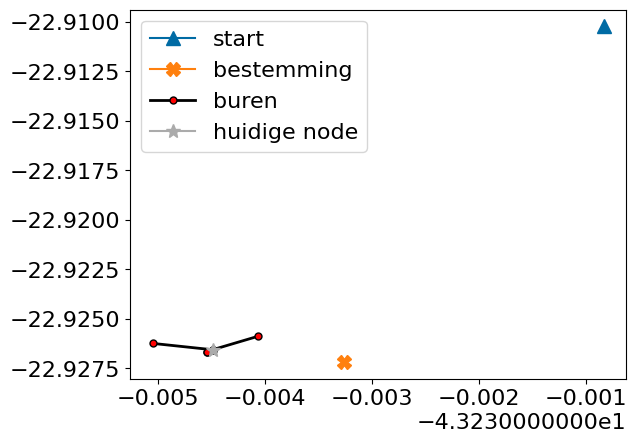 −22.9100
−22.9125
−22.9150
−22.9175
−22.9200
−22.9225
−22.9250
−22.9275
start
bestemming
buren
huidige node
−0.005 −0.004 −0.003 −0.002 −0.001
−4.3230000000e1